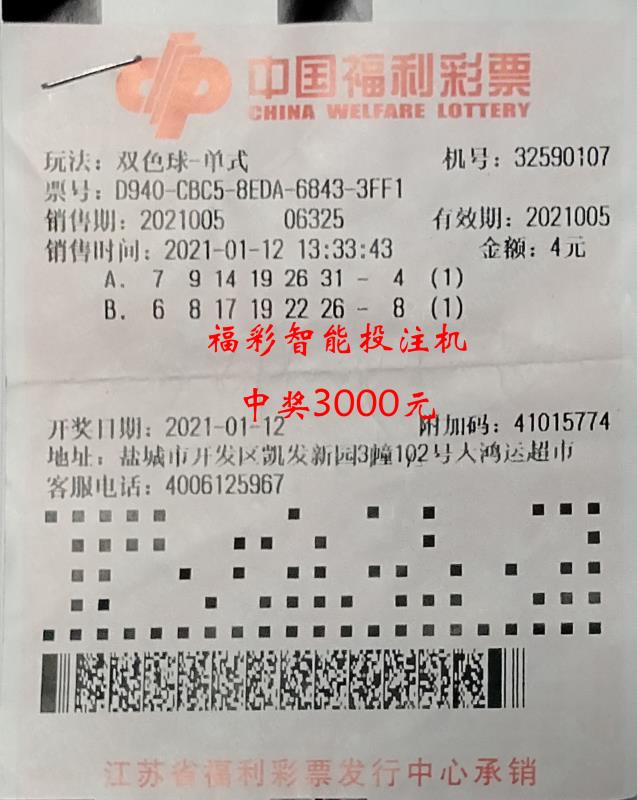 中国福利彩票
CHINA WELFARE LOTTERY
玩法：双色球-单式 机号：32590107
票号：D940-CBC5-8EDA-6843-3FF1
销售期：2021005 06325 有效期：2021005
销售时间：2021-01-12 13:33:43 金额：4元
A. 7 9 14 19 26 31 - 4 (1)
B. 6 8 17 19 22 26 - 8 (1)
福彩智能投注机
中奖3000元
开奖日期：2021-01-12 附加码：41015774
地址：盐城市开发区凯发新园3幢102号人鸿运超市
客服电话：4006125967
江苏省福利彩票发行中心承销